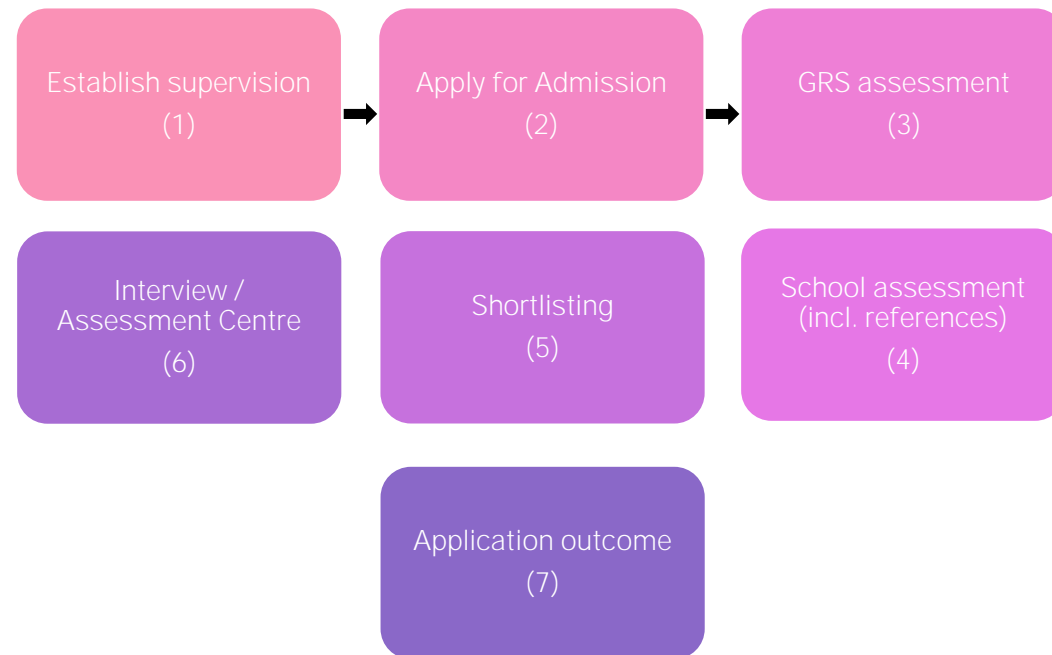 Establish supervision
(1)
Apply for Admission
(2)
GRS assessment
(3)
School assessment
(incl. references)
(4)
Shortlisting
(5)
Interview /
Assessment Centre
(6)
Application outcome
(7)